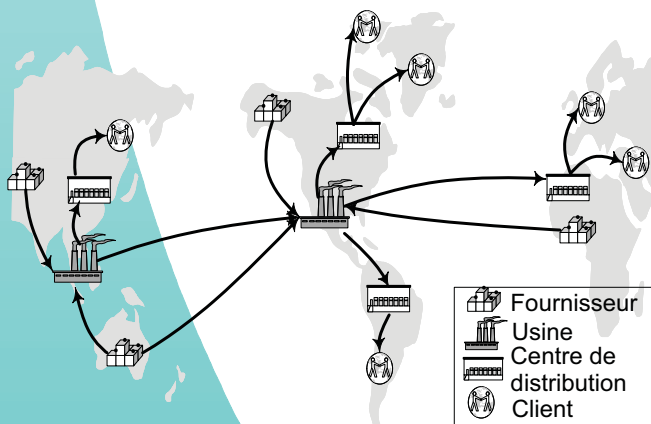 Fournisseur
Usine
Centre de
distribution
Client